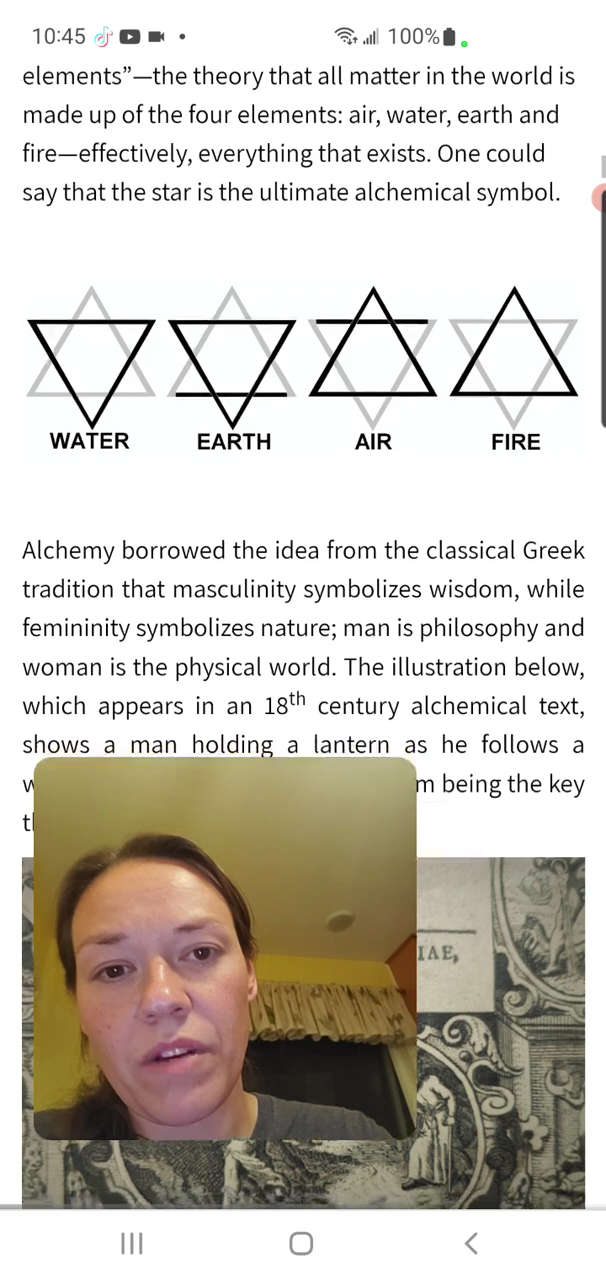 10:45
100%
elements”—the theory that all matter in the world is
made up of the four elements: air, water, earth and
fire—effectively, everything that exists. One could
say that the star is the ultimate alchemical symbol.
WATER EARTH AIR FIRE
Alchemy borrowed the idea from the classical Greek
tradition that masculinity symbolizes wisdom, while
femininity symbolizes nature; man is philosophy and
woman is the physical world. The illustration below,
which appears in an 18th century alchemical text,
shows a man holding a lantern as he follows a
being the key
IAE,